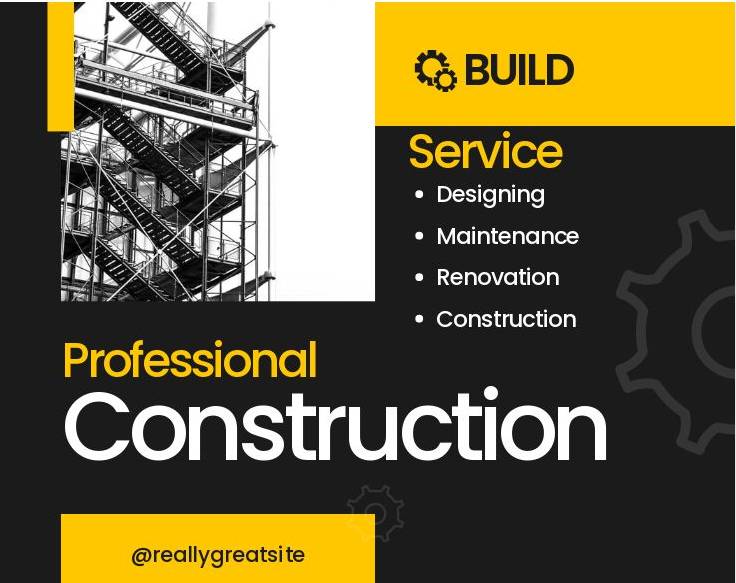 BUILD
Service
• Designing
• Maintenance
• Renovation
• Construction
Professional
Construction
@reallygreatsite